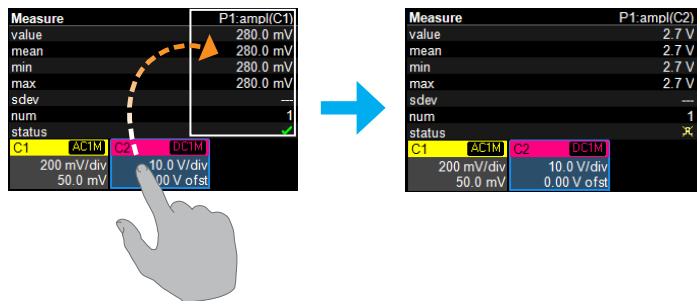 Measure P1:ampl(C1)
value 280.0 mV
mean 280.0 mV
min 280.0 mV
max 280.0 mV
sdev ---
num 1
status
C1 AC1M C2 DC1M
200 mV/div 10.0 V/div
50.0 mV 00 V ofst
Measure P1:ampl(C2)
value 2.7 V
mean 2.7 V
min 2.7 V
max 2.7 V
sdev ---
num 1
status
C1 AC1M C2 DC1M
200 mV/div 10.0 V/div
50.0 mV 0.00 V ofst